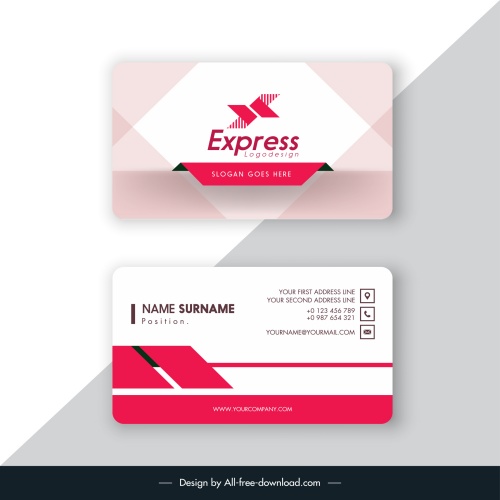 Express
Logodesign
SLOGAN GOES HERE
NAME SURNAME
Position.
YOUR FIRST ADDRESS LINE
YOUR SECOND ADDRESS LINE
+0 123 456 789
+0 987 654 321
YOURNAME@YOURMAIL.COM
WWW.YOURCOMPANY.COM
Design by All-free-download.com